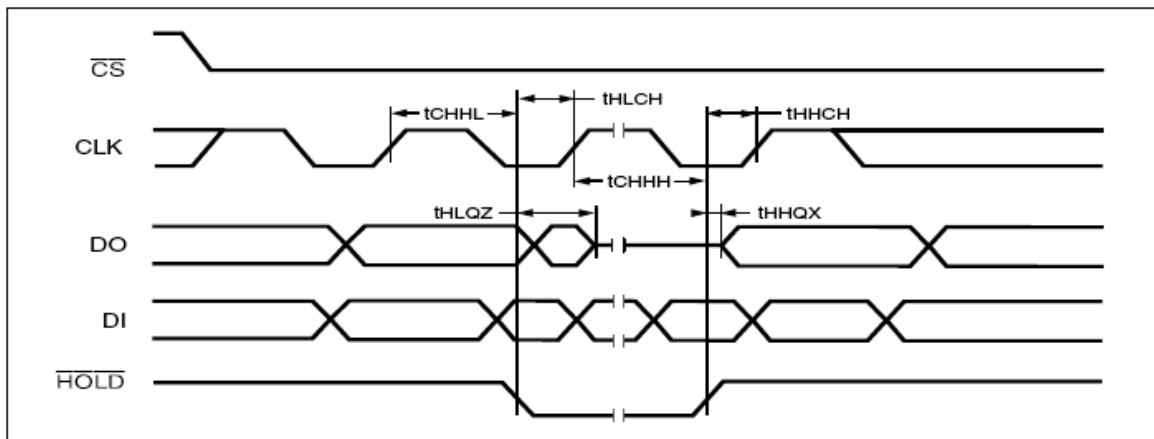 CS
tHLCH
tCHHL
tHHCH
CLK
tCHHH
tHLQZ
tHHQX
DO
DI
HOLD